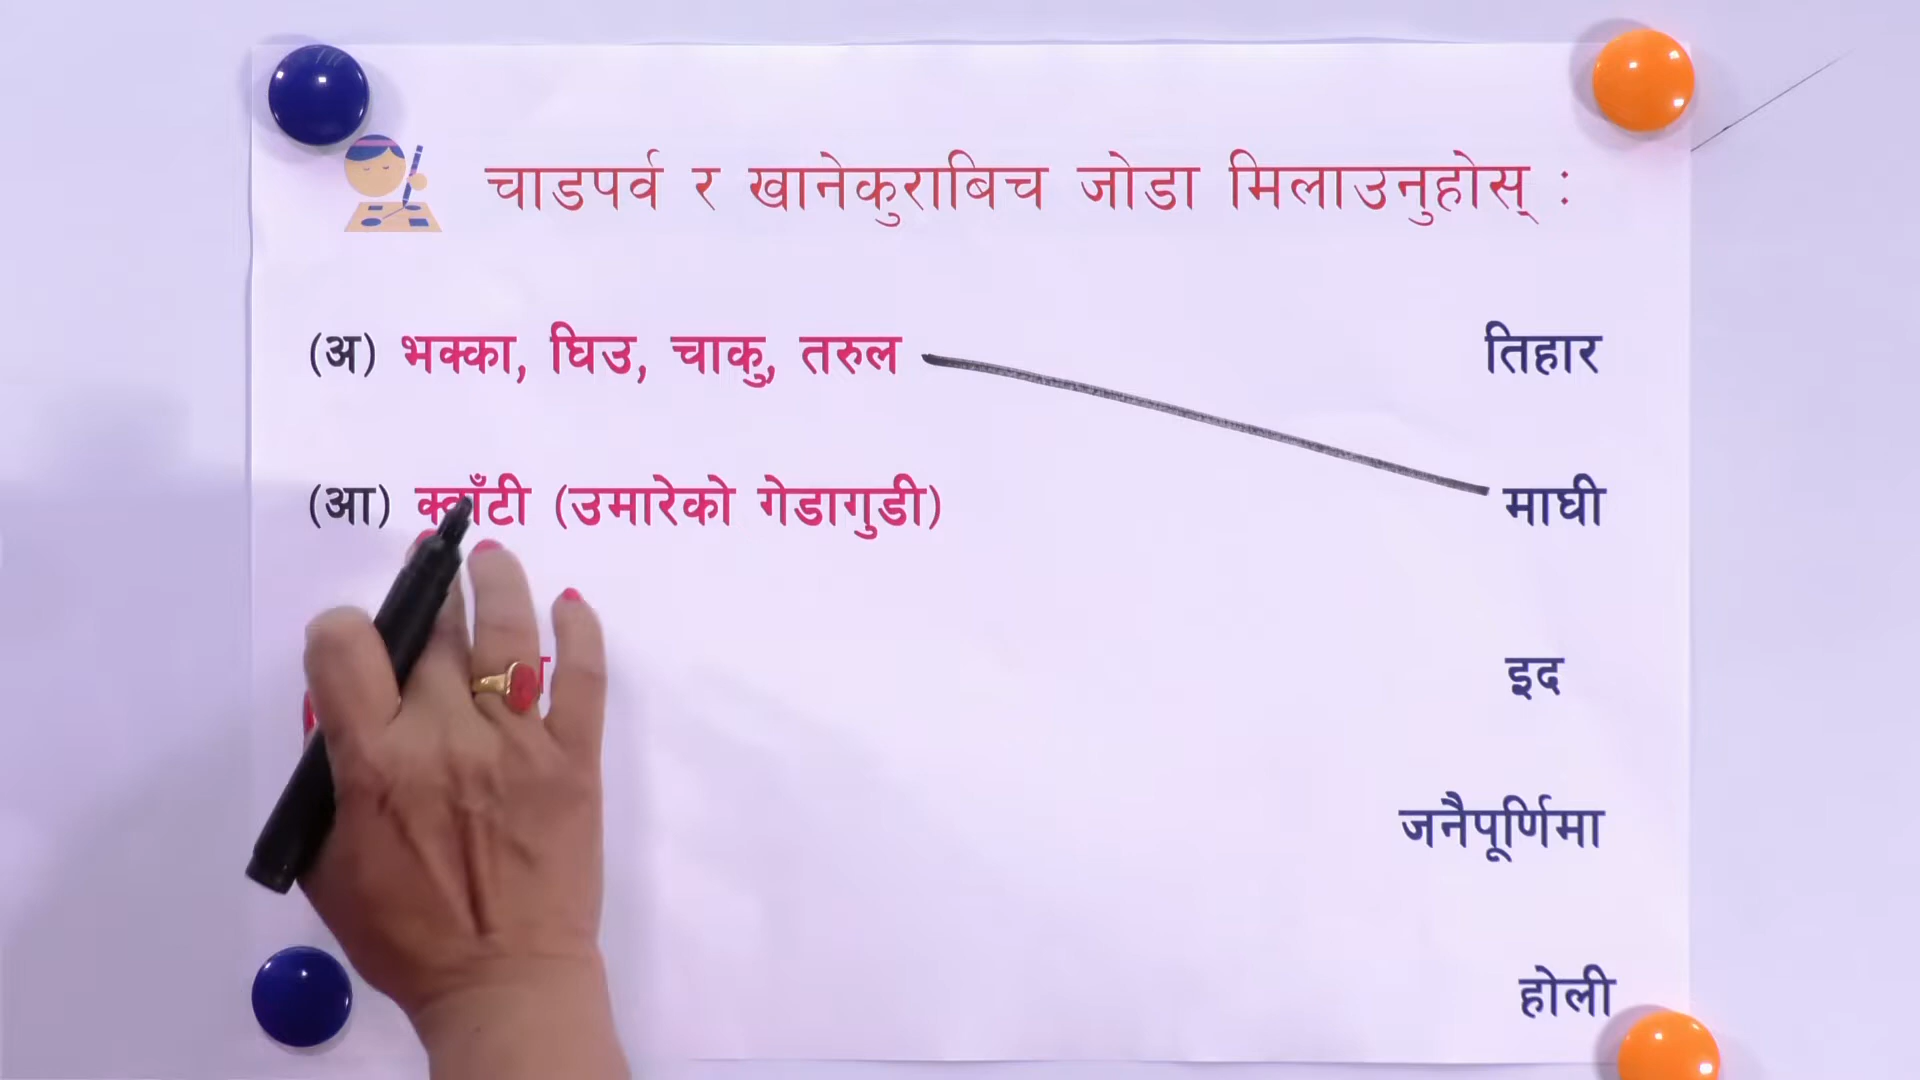 चाडपर्व र खानेकुराबिच जोडा मिलाउनुहोस् :
(अ) भक्का, घिउ, चाकु, तरुल तिहार
(आ) क्वाँटी (उमारेको गेडागुडी) माघी
इद
जनैपूर्णिमा
होली